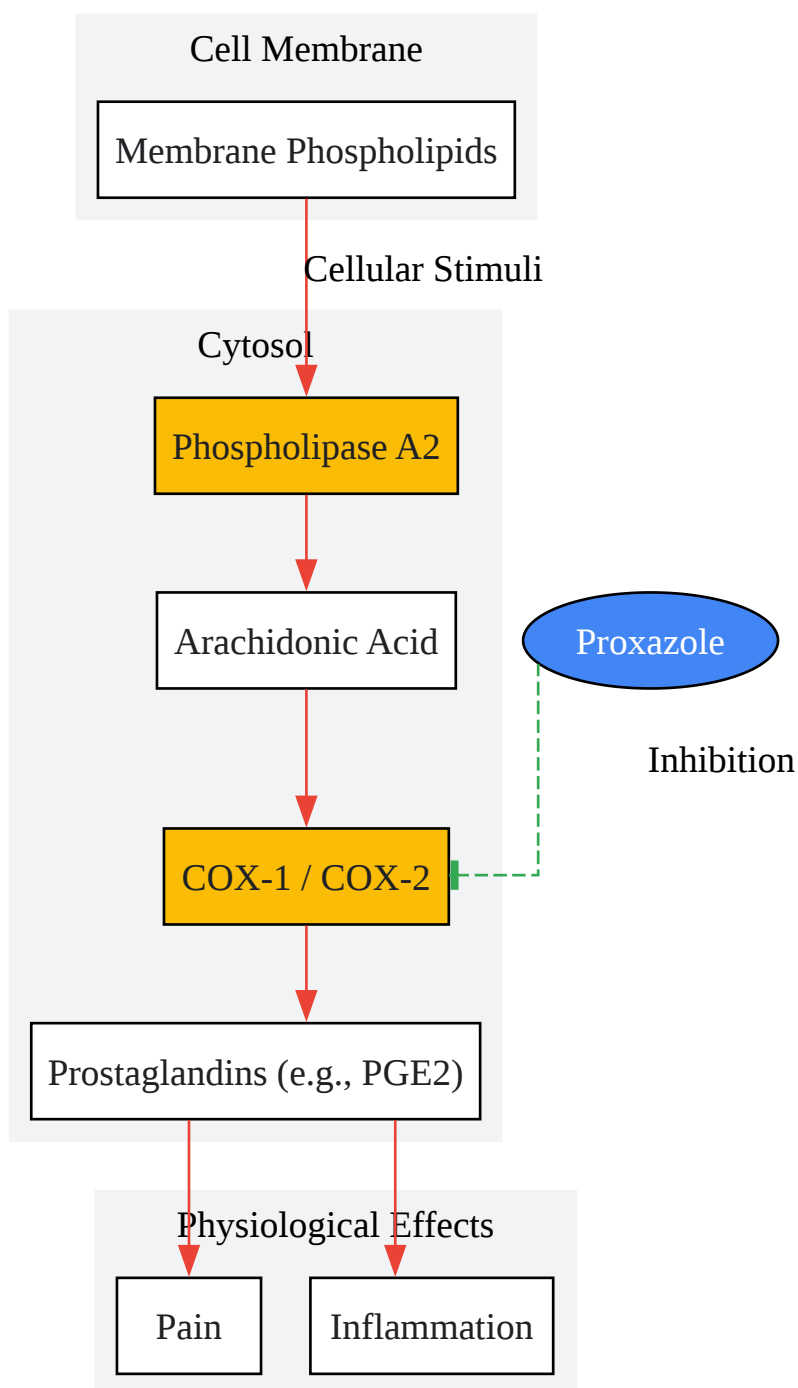 Cell Membrane
Membrane Phospholipids
Cellular Stimuli
Cytosol
Phospholipase A2
Arachidonic Acid
Proxazole
Inhibition
COX-1 / COX-2
Prostaglandins (e.g., PGE2)
Physiological Effects
Pain
Inflammation